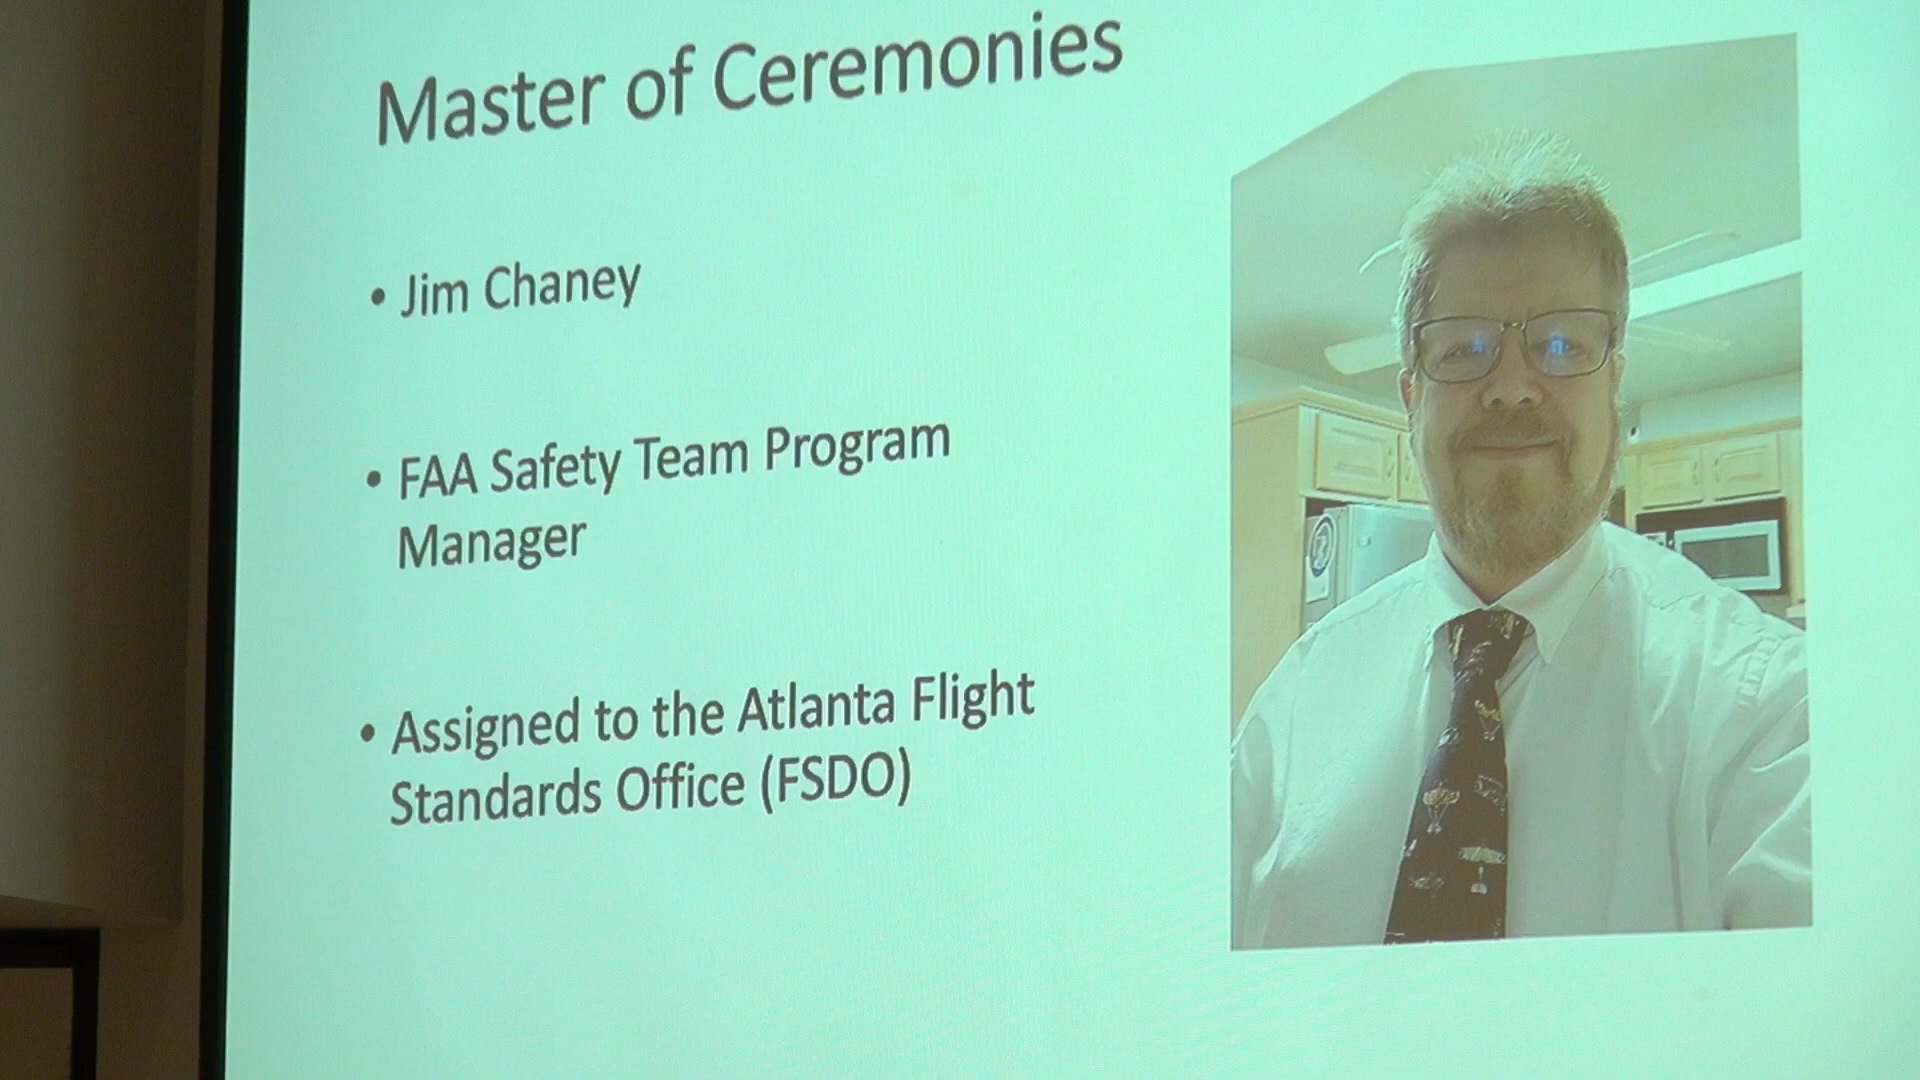 Master of Ceremonies
• Jim Chaney
• FAA Safety Team Program
Manager
• Assigned to the Atlanta Flight
Standards Office (FSDO)